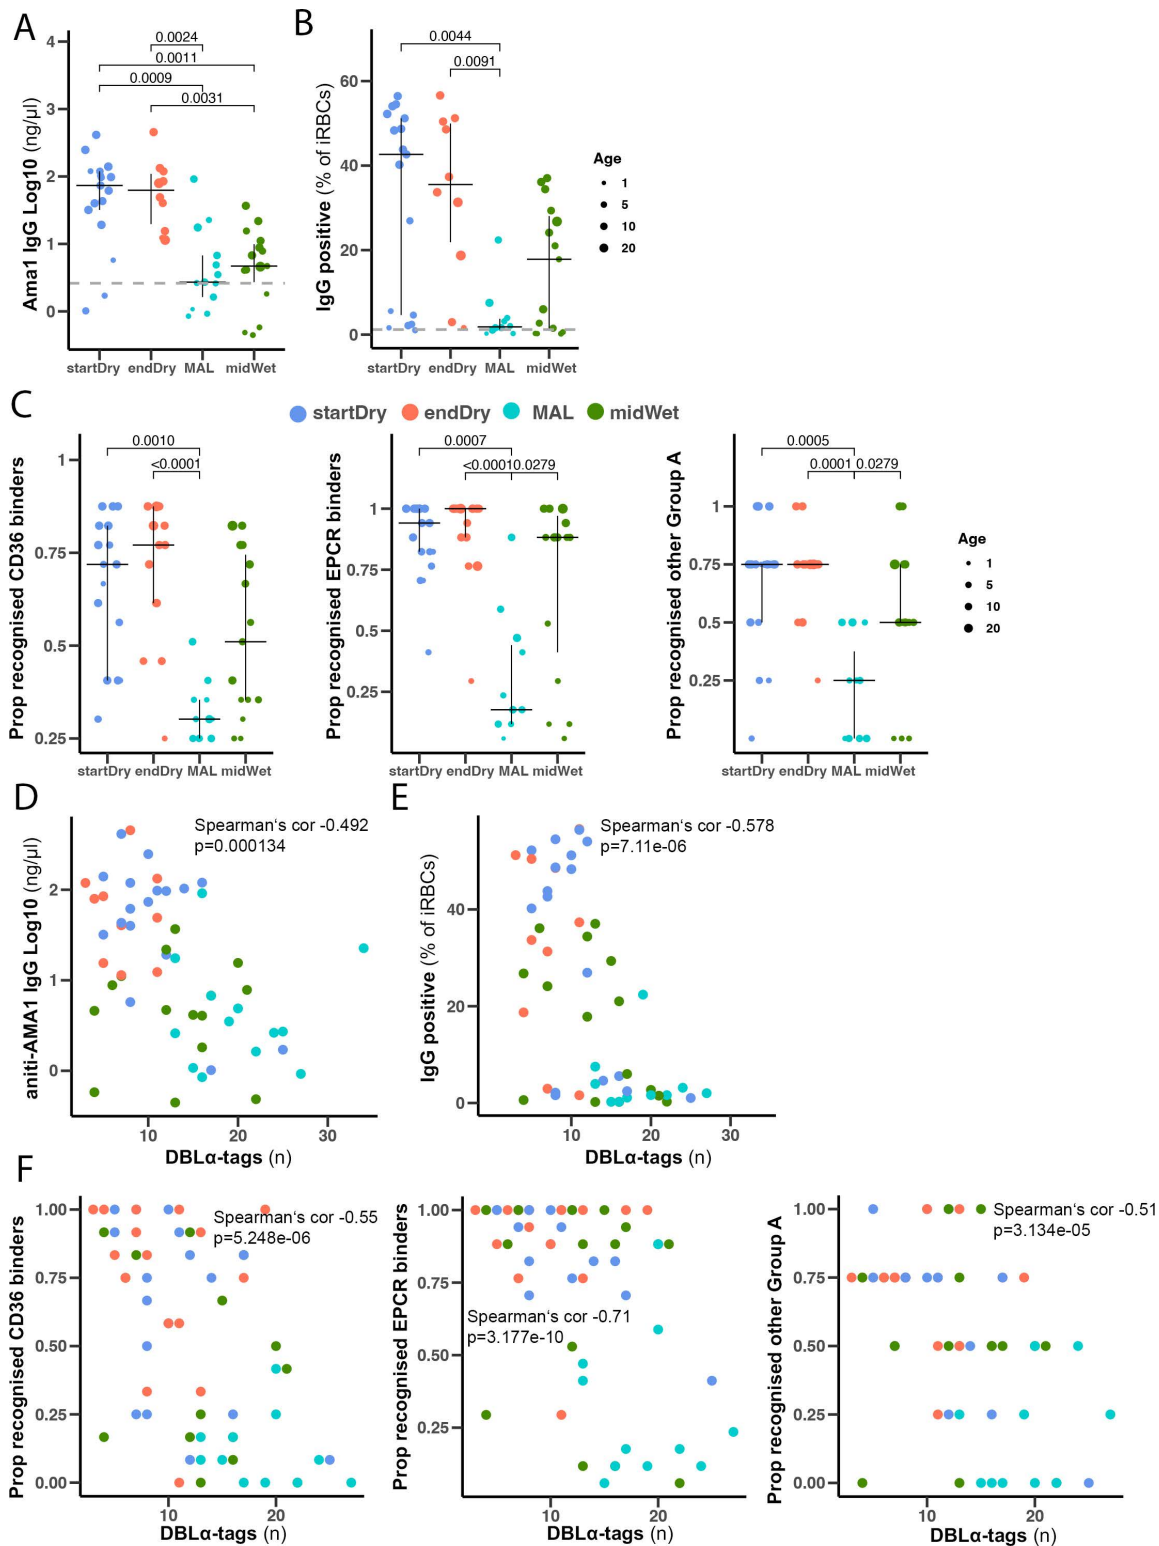 A
B
0.0024
0.0011
0.0009
0.0031
Ama1 IgG Log10 (ng/µl)
4
3
2
1
0
startDry endDry MAL midWet
0.0044
0.0091
IgG positive (% of iRBCs)
60
40
20
0
startDry endDry MAL midWet
Age
1
5
10
20
C
startDry endDry MAL midWet
0.0010
<0.0001
Prop recognised CD36 binders
1
0.75
0.5
0.25
startDry endDry MAL midWet
0.0007
<0.0001 0.0279
Prop recognised EPCR binders
1
0.75
0.5
0.25
startDry endDry MAL midWet
0.0005
0.0001 0.0279
Prop recognised other Group A
1
0.75
0.5
0.25
startDry endDry MAL midWet
Age
1
5
10
20
D
Spearman‘s cor -0.492
p=0.000134
aniti-AMA1 IgG Log10 (ng/µl)
2
1
0
10 20 30
DBLα-tags (n)
E
Spearman‘s cor -0.578
p=7.11e-06
IgG positive (% of iRBCs)
40
20
0
10 20 30
DBLα-tags (n)
F
Spearman‘s cor -0.55
p=5.248e-06
Prop recognised CD36 binders
1.00
0.75
0.50
0.25
0.00
10 20
DBLα-tags (n)
Spearman‘s cor -0.71
p=3.177e-10
Prop recognised EPCR binders
1.00
0.75
0.50
0.25
10 20
DBLα-tags (n)
Spearman‘s cor -0.51
p=3.134e-05
Prop recognised other Group A
1.00
0.75
0.50
0.25
0.00
10 20
DBLα-tags (n)